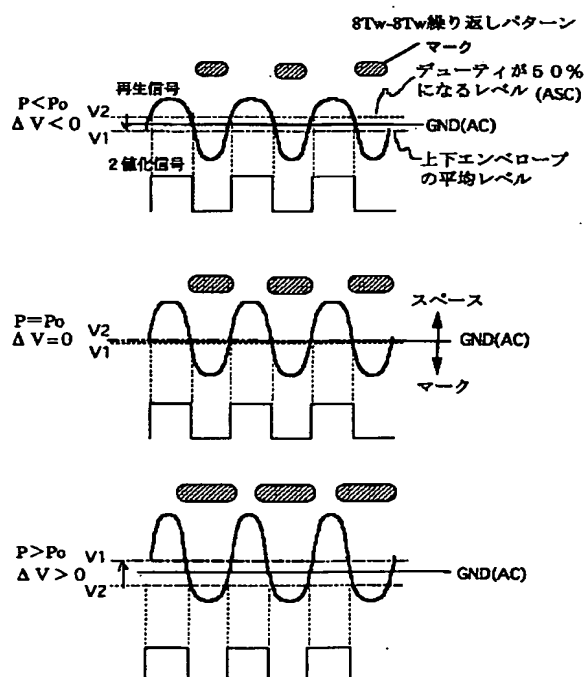 8Tw-8Tw繰り返しパターン
マーク
デューティが50%
になるレベル (ASC)
再生信号
P<Po
ΔV<0
V2
V1
GND(AC)
上下エンベロープ
の平均レベル
2値化信号
P=Po
ΔV=0
V2
V1
スペース
GND(AC)
マーク
P>Po
ΔV>0
V1
V2
GND(AC)